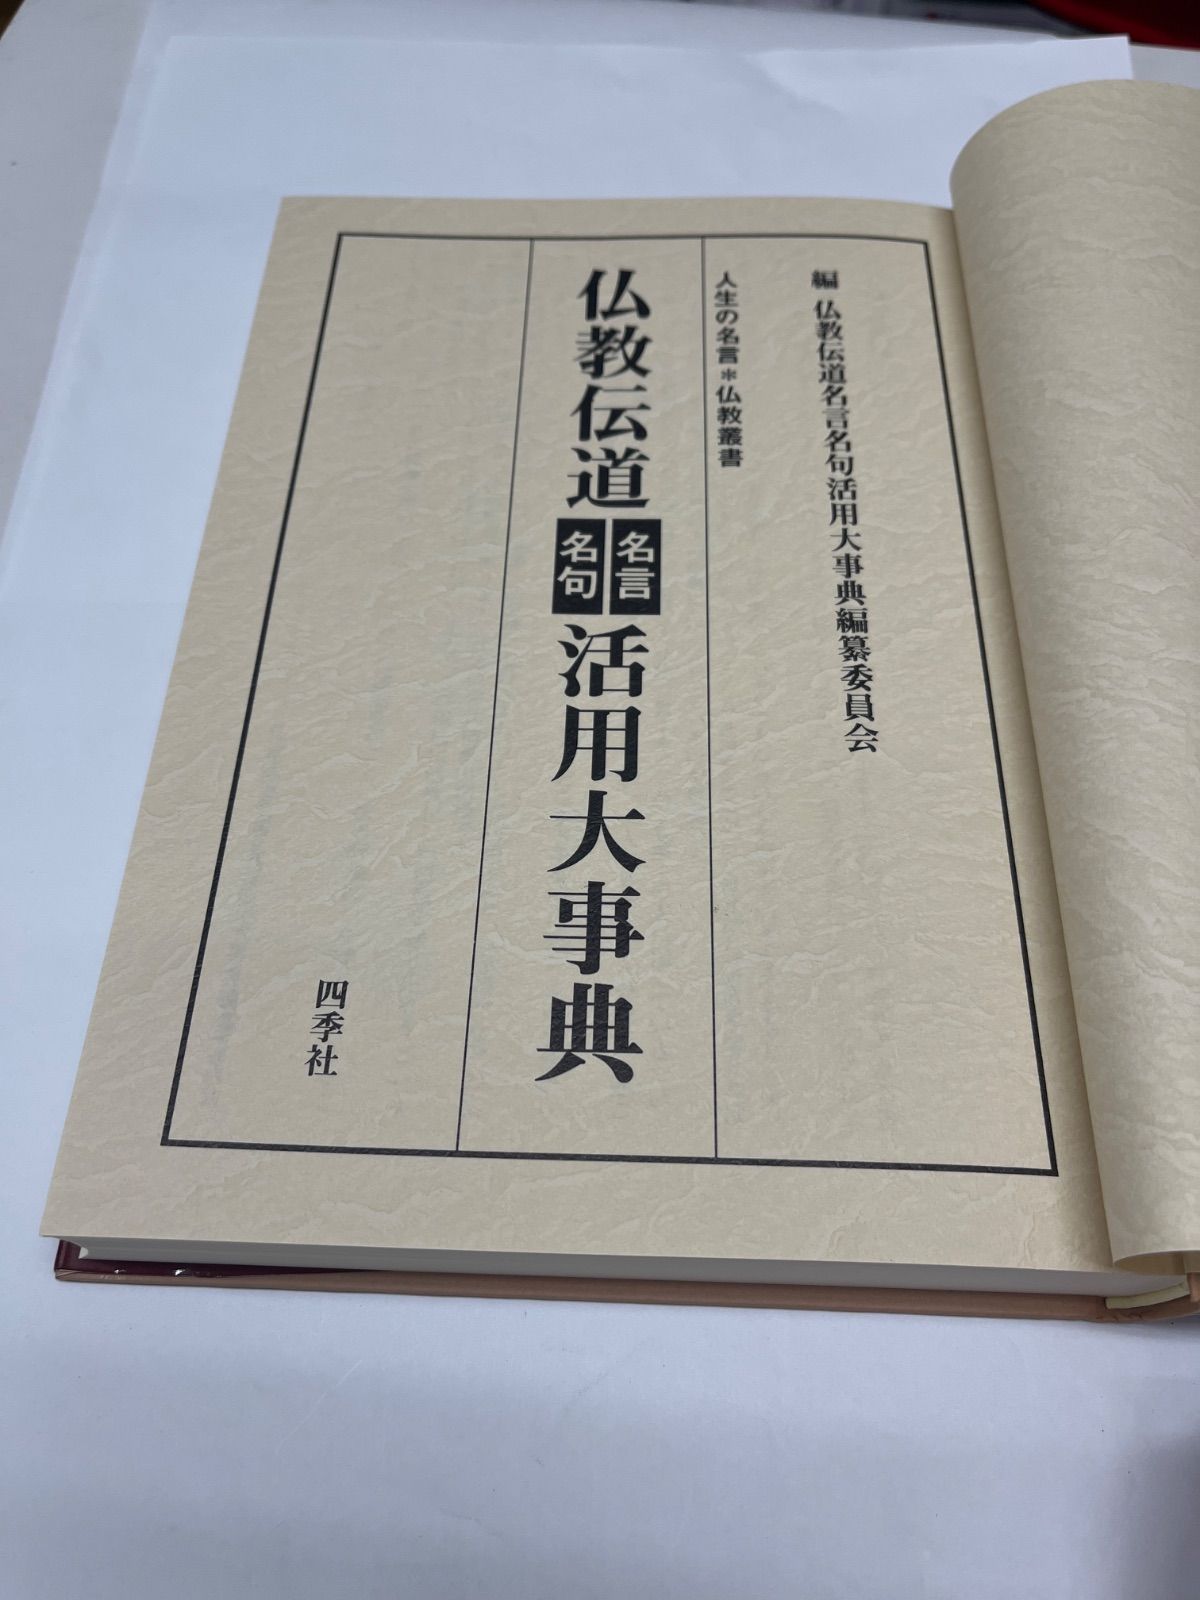 編 仏教伝道名言名句活用大事典編纂委員会
人生の名言*仏教叢書
仏教伝道名言名句活用大事典
四季社